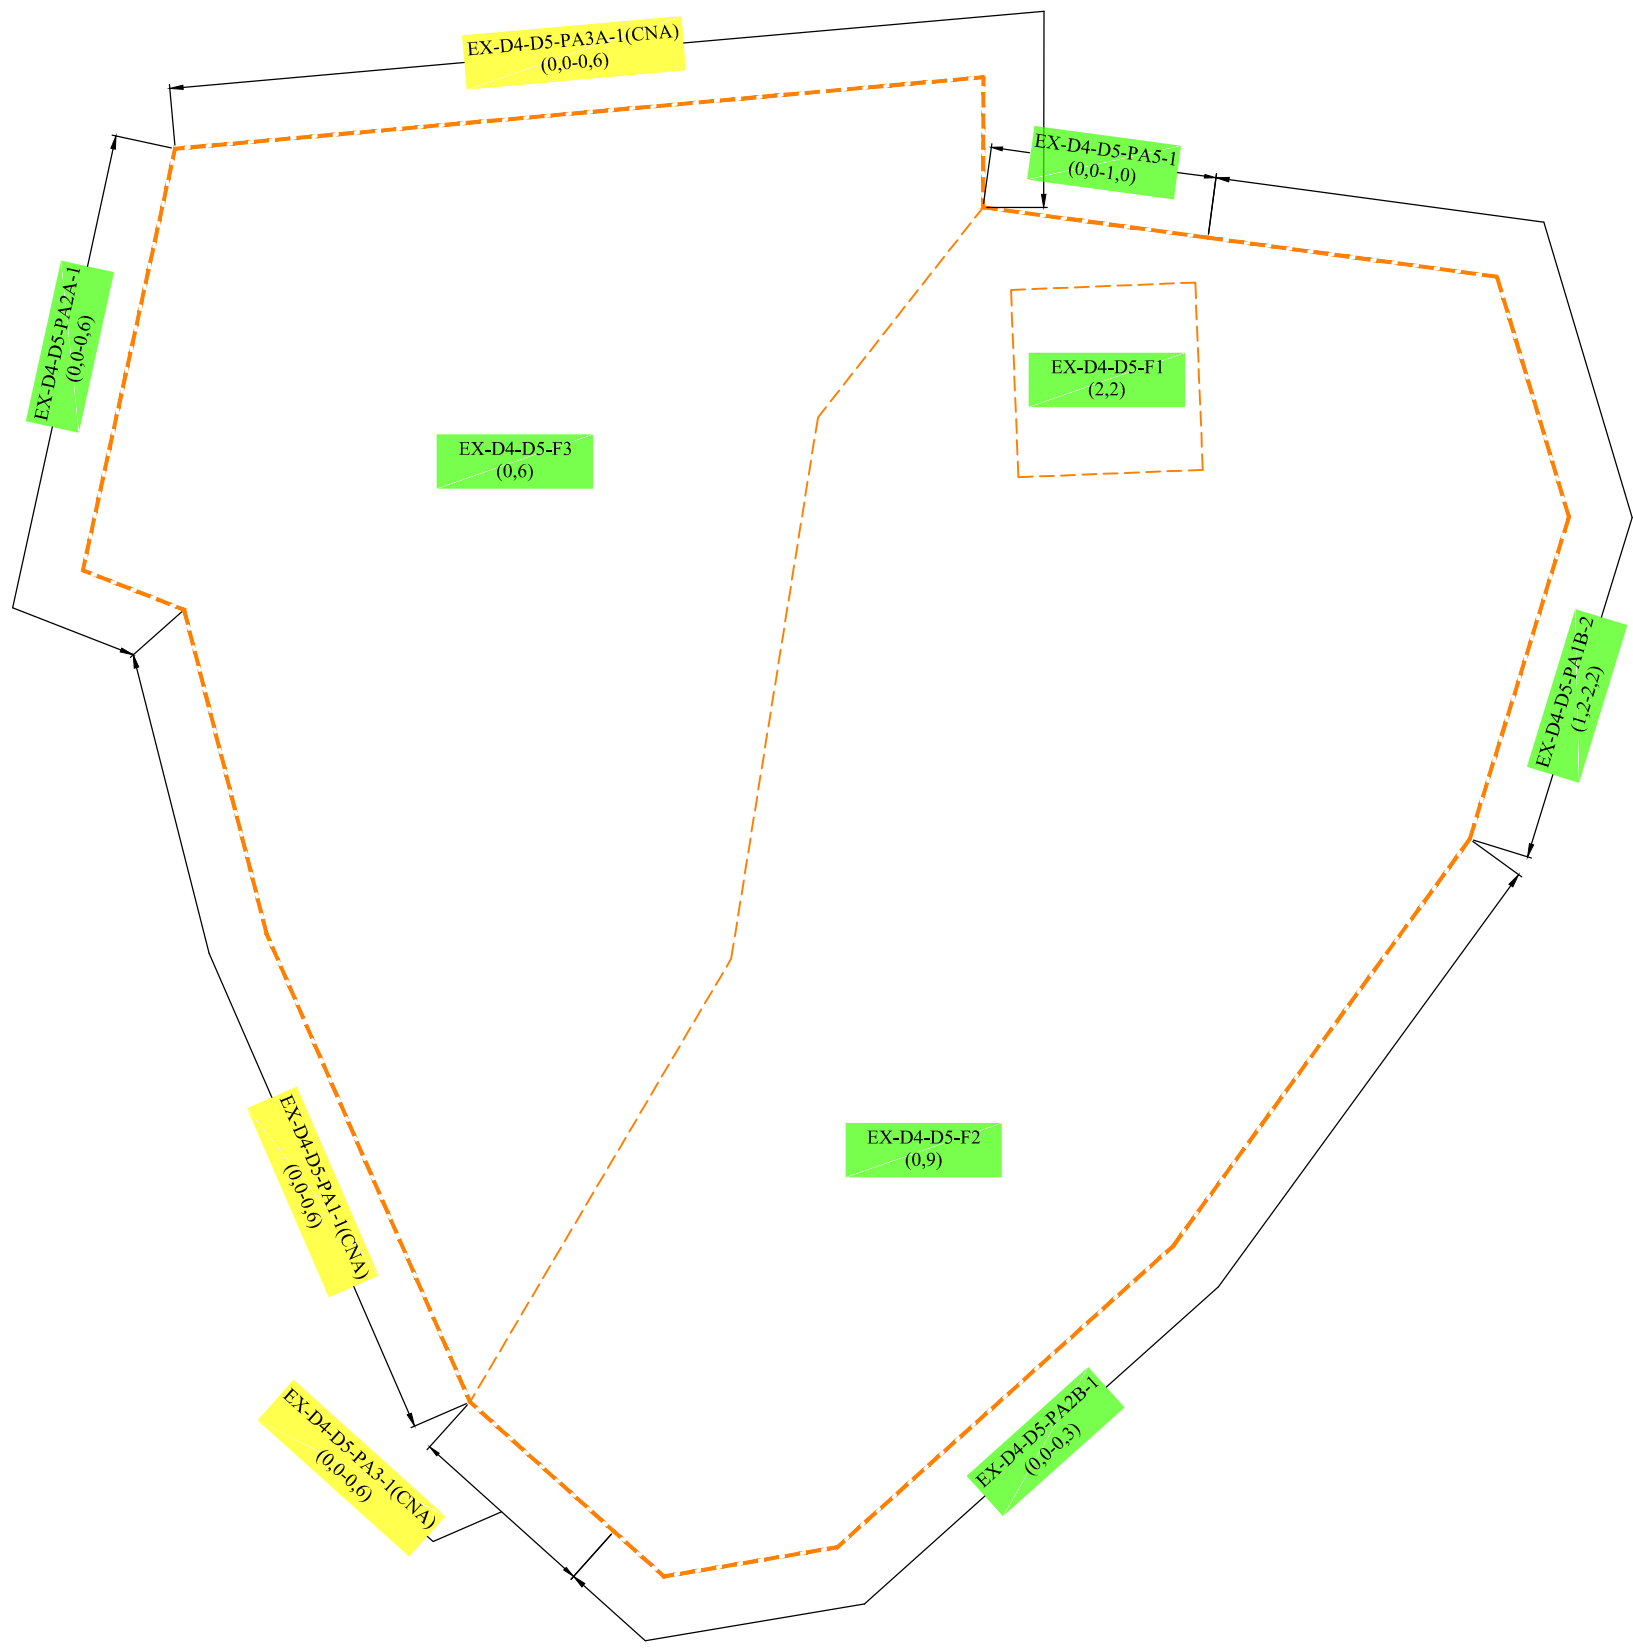 EX-D4-D5-PA3A-1(CNA)
(0,0-0,6)
EX-D4-D5-PA5-1
(0,0-1,0)
EX-D4-D5-PA2A-1
(0,0-0,6)
EX-D4-D5-F1
(2,2)
EX-D4-D5-F3
(0,6)
EX-D4-D5-PA1B-2
(1,2-2,2)
EX-D4-D5-F2
(0,9)
EX-D4-D5-PA1-1(CNA)
(0,0-0,6)
EX-D4-D5-PA3-1(CNA)
(0,0-0,6)
EX-D4-D5-PA2B-1
(0,0-0,3)